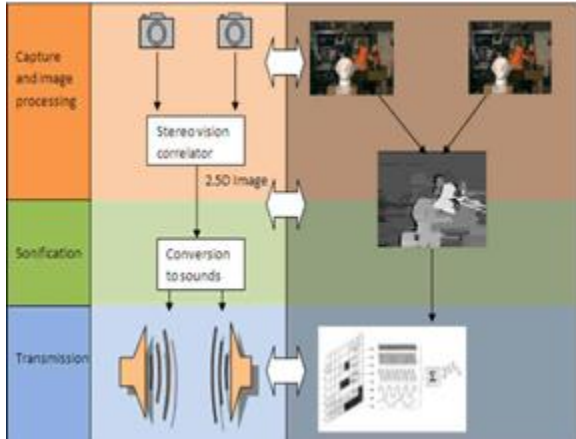 Capture
and image
processing
Stereo vision
correlator
2.5D Image
Sonification
Conversion
to sounds
Transmission
Σ